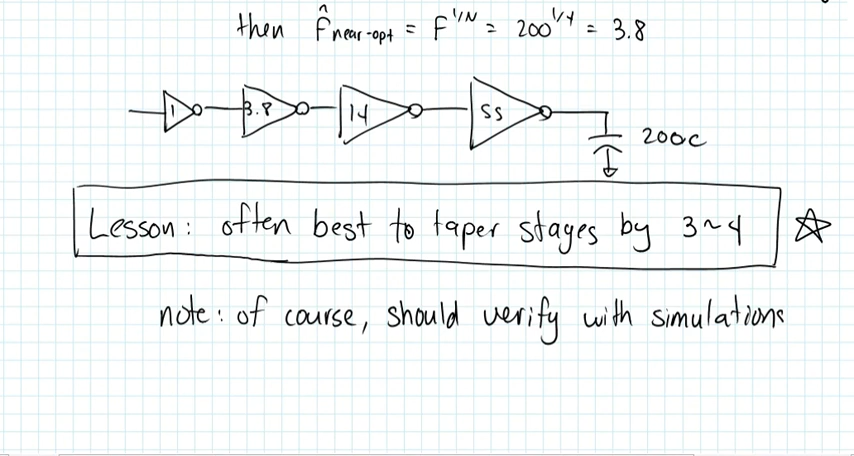 then F̂near-opt = F^1/N = 200^1/4 = 3.8
1 3.8 14 55
200C
Lesson: often best to taper stages by 3~4 ☆
note: of course, should verify with simulations